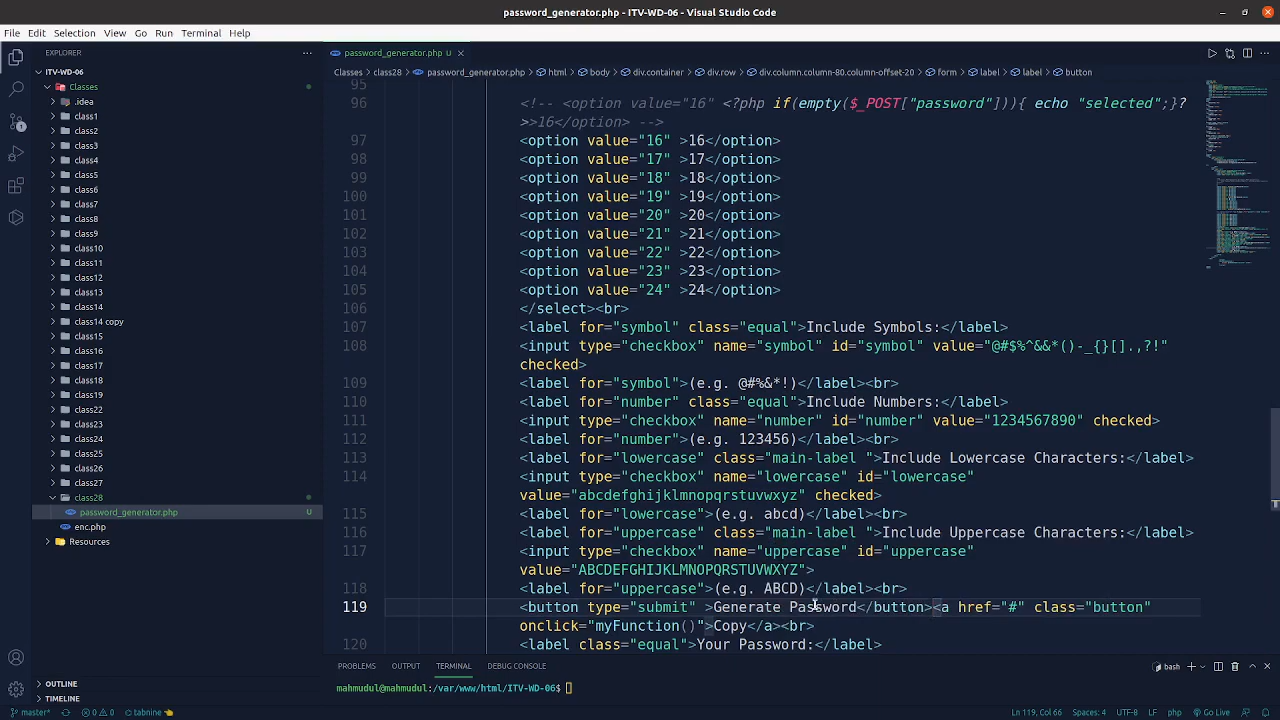 password_generator.php - ITV-WD-06 - Visual Studio Code
File Edit Selection View Go Run Terminal Help
EXPLORER ···
password_generator.php U
ITV-WD-06
Classes > class28 > password_generator.php > html > body > div.container > div.row > div.column.column-80.column-offset-20 > form > label > label > button
Classes
.idea
class1
class2
class3
class4
class5
class6
class7
class8
class9
class10
class11
class12
class13
class14
class14 copy
class15
class16
class17
class18
class19
class22
class23
class24
class25
class26
class27
class28
password_generator.php U
enc.php
Resources
OUTLINE
TIMELINE
95
96 <!-- <option value="16" <?php if(empty($_POST["password"])){ echo "selected";}?
>>16</option> -->
97 <option value="16" >16</option>
98 <option value="17" >17</option>
99 <option value="18" >18</option>
100 <option value="19" >19</option>
101 <option value="20" >20</option>
102 <option value="21" >21</option>
103 <option value="22" >22</option>
104 <option value="23" >23</option>
105 <option value="24" >24</option>
106 </select><br>
107 <label for="symbol" class="equal">Include Symbols:</label>
108 <input type="checkbox" name="symbol" id="symbol" value="@#$%^&&*()-_{}[].,?!"
checked>
109 <label for="symbol">(e.g. @#%&*!)</label><br>
110 <label for="number" class="equal">Include Numbers:</label>
111 <input type="checkbox" name="number" id="number" value="1234567890" checked>
112 <label for="number">(e.g. 123456)</label><br>
113 <label for="lowercase" class="main-label ">Include Lowercase Characters:</label>
114 <input type="checkbox" name="lowercase" id="lowercase"
value="abcdefghijklmnopqrstuvwxyz" checked>
115 <label for="lowercase">(e.g. abcd)</label><br>
116 <label for="uppercase" class="main-label ">Include Uppercase Characters:</label>
117 <input type="checkbox" name="uppercase" id="uppercase"
value="ABCDEFGHIJKLMNOPQRSTUVWXYZ">
118 <label for="uppercase">(e.g. ABCD)</label><br>
119 <button type="submit" >Generate Password</button><a href="#" class="button"
onclick="myFunction()">Copy</a><br>
120 <label class="equal">Your Password:</label>
PROBLEMS OUTPUT TERMINAL DEBUG CONSOLE
bash
mahmudul@mahmudul:/var/www/html/ITV-WD-06$
master* 0 0 tabnine Ln 119, Col 66 Spaces: 4 UTF-8 LF php Go Live